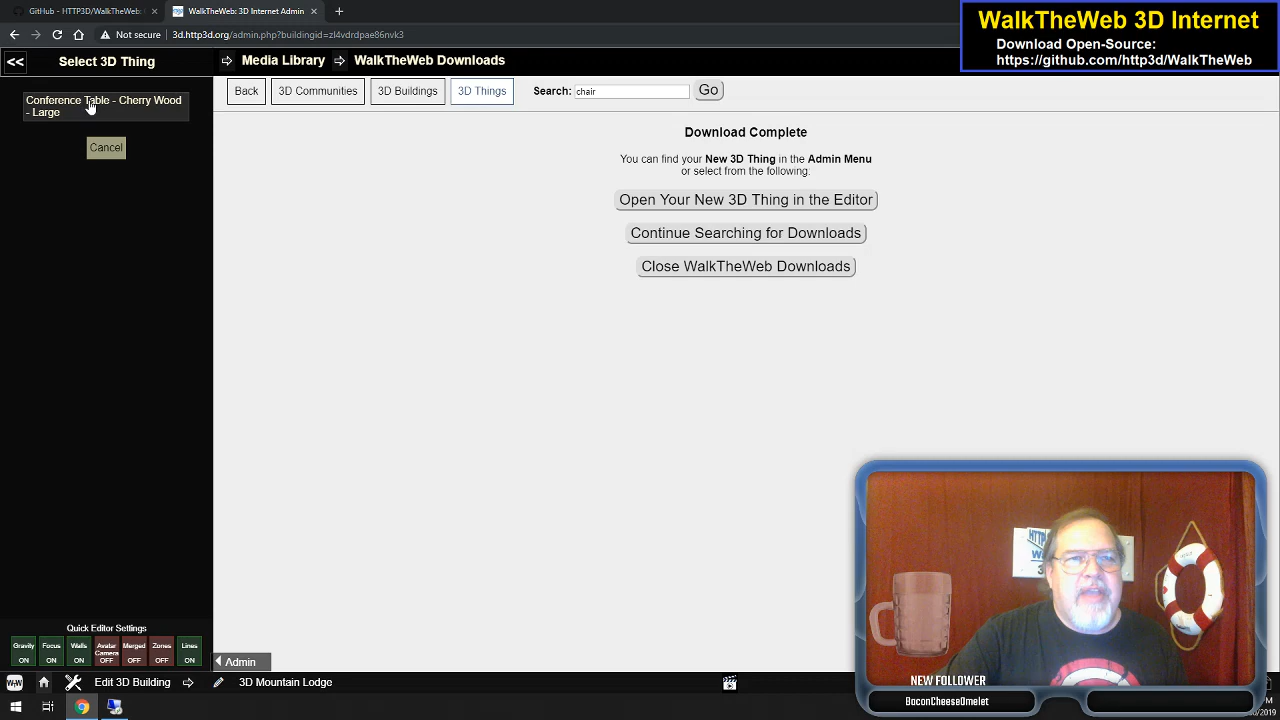 GitHub - HTTP3D/WalkTheWeb:
WalkTheWeb: 3D Internet Admin
Not secure | 3d.http3d.org/admin.php?buildingid=zl4vdrdpae86nvk3
WalkTheWeb 3D Internet
Download Open-Source:
https://github.com/http3d/WalkTheWeb
<< Select 3D Thing
Media Library
WalkTheWeb Downloads
Back
3D Communities
3D Buildings
3D Things
Search:
chair
Go
Conference Table - Cherry Wood
- Large
Cancel
Download Complete
You can find your New 3D Thing in the Admin Menu
or select from the following:
Open Your New 3D Thing in the Editor
Continue Searching for Downloads
Close WalkTheWeb Downloads
Quick Editor Settings
Gravity ON
Focus ON
Walls ON
Avatar Camera OFF
Merged OFF
Zones OFF
Lines ON
Admin
Edit 3D Building
3D Mountain Lodge
NEW FOLLOWER
BaconCheeseOmelet